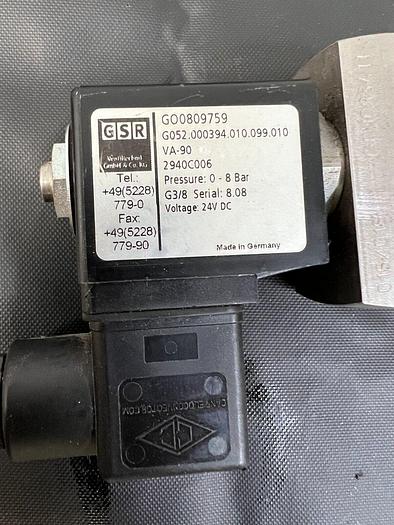 GSR
Ventiltechnik
GmbH & Co. KG
Tel.:
+49(5228)
779-0
Fax:
+49(5228)
779-90
GO0809759
G052.000394.010.099.010
VA-90
2940C006
Pressure: 0 - 8 Bar
G3/8 Serial: 8.08
Voltage: 24V DC
Made in Germany